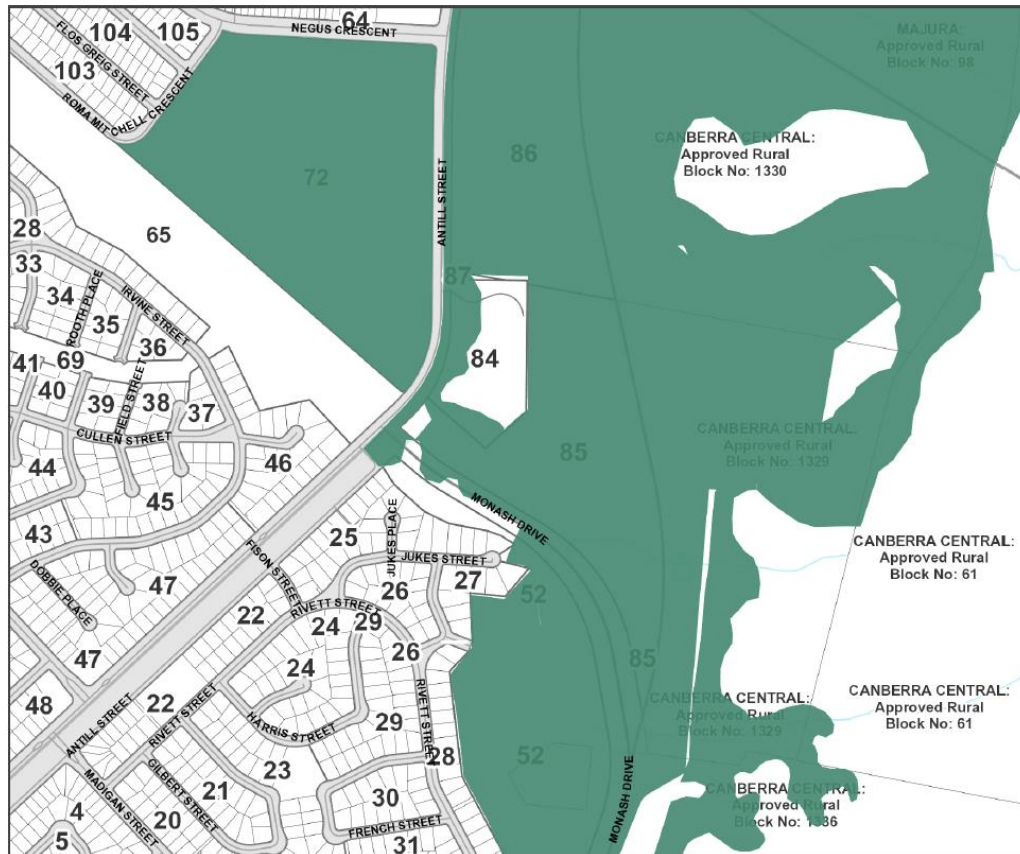 64
NEGUS CRESCENT
MAJURA:
Approved Rural
Block No: 98
104
105
FLOS GREIG STREET
103
ROMA MITCHELL CRESCENT
CANBERRA CENTRAL:
Approved Rural
Block No: 1330
86
72
ANTILL STREET
65
28
33
34
ROOTH PLACE
35
IRVINE STREET
36
87
84
41
69
40
39
FIELD STREET
38
37
CULLEN STREET
44
46
45
85
CANBERRA CENTRAL:
Approved Rural
Block No: 1329
43
25
JUKES PLACE
MONASH DRIVE
CANBERRA CENTRAL:
Approved Rural
Block No: 61
DOBBIE PLACE
47
FISON STREET
JUKES STREET
27
26
52
22
RIVETT STREET
24
29
26
47
48
24
22
RIVETT STREET
HARRIS STREET
29
RIVETT STREET
85
CANBERRA CENTRAL:
Approved Rural
Block No: 1329
CANBERRA CENTRAL:
Approved Rural
Block No: 61
ANTILL STREET
28
52
MADIGAN STREET
GILBERT STREET
21
23
MONASH DRIVE
4
20
30
CANBERRA CENTRAL:
Approved Rural
Block No: 1336
5
FRENCH STREET
31